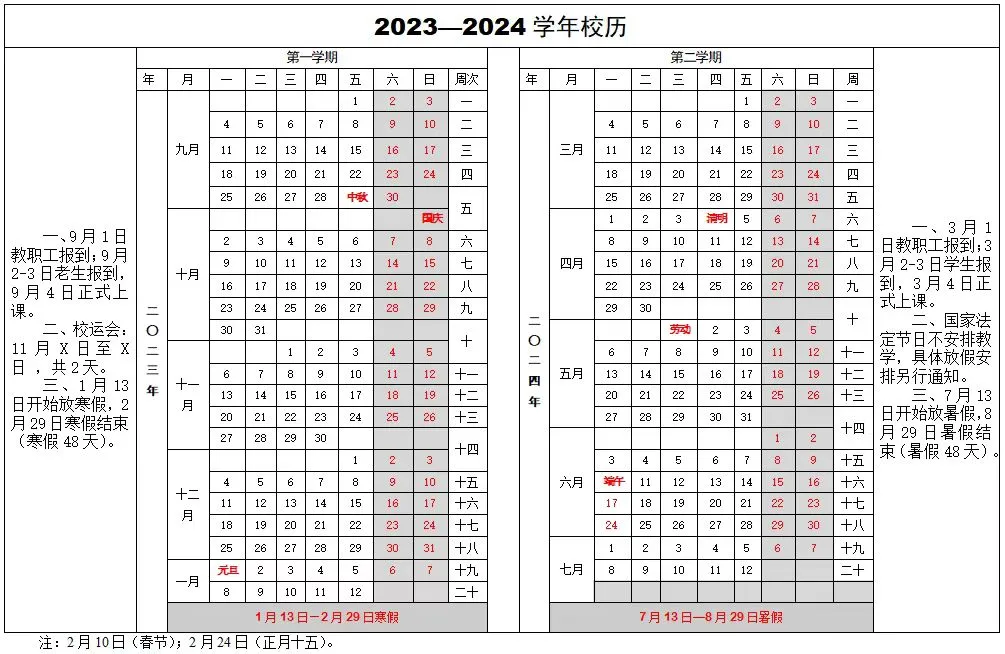 2023—2024 学年校历
第一学期
年 月 一 二 三 四 五 六 日 周次
二〇二三年
九月
1 2 3 一
4 5 6 7 8 9 10 二
11 12 13 14 15 16 17 三
18 19 20 21 22 23 24 四
25 26 27 28 中秋 30 五
十月
国庆
2 3 4 5 6 7 8 六
9 10 11 12 13 14 15 七
16 17 18 19 20 21 22 八
23 24 25 26 27 28 29 九
30 31 十
十一月
1 2 3 4 5
6 7 8 9 10 11 12 十一
13 14 15 16 17 18 19 十二
20 21 22 23 24 25 26 十三
27 28 29 30 十四
十二月
1 2 3
4 5 6 7 8 9 10 十五
11 12 13 14 15 16 17 十六
18 19 20 21 22 23 24 十七
25 26 27 28 29 30 31 十八
一月
元旦 2 3 4 5 6 7 十九
8 9 10 11 12 二十
1月13日—2月29日寒假
一、9月1日
教职工报到；9月
2-3日老生报到，
9月4日正式上
课。
二、校运会：
11月X日至X
日，共2天。
三、1月13
日开始放寒假，2
月29日寒假结束
（寒假48天）。
第二学期
年 月 一 二 三 四 五 六 日 周
二〇二四年
三月
1 2 3 一
4 5 6 7 8 9 10 二
11 12 13 14 15 16 17 三
18 19 20 21 22 23 24 四
25 26 27 28 29 30 31 五
四月
1 2 3 清明 5 6 7 六
8 9 10 11 12 13 14 七
15 16 17 18 19 20 21 八
22 23 24 25 26 27 28 九
29 30 十
五月
劳动 2 3 4 5
6 7 8 9 10 11 12 十一
13 14 15 16 17 18 19 十二
20 21 22 23 24 25 26 十三
27 28 29 30 31 十四
六月
1 2
3 4 5 6 7 8 9 十五
端午 11 12 13 14 15 16 十六
17 18 19 20 21 22 23 十七
24 25 26 27 28 29 30 十八
七月
1 2 3 4 5 6 7 十九
8 9 10 11 12 二十
7月13日—8月29日暑假
一、3月1
日教职工报到；3
月2-3日学生报
到，3月4日正
式上课。
二、国家法
定节日不安排教
学，具体放假安
排另行通知。
三、7月13
日开始放暑假，8
月29日暑假结
束（暑假48天）。
注：2月10日（春节）；2月24日（正月十五）。